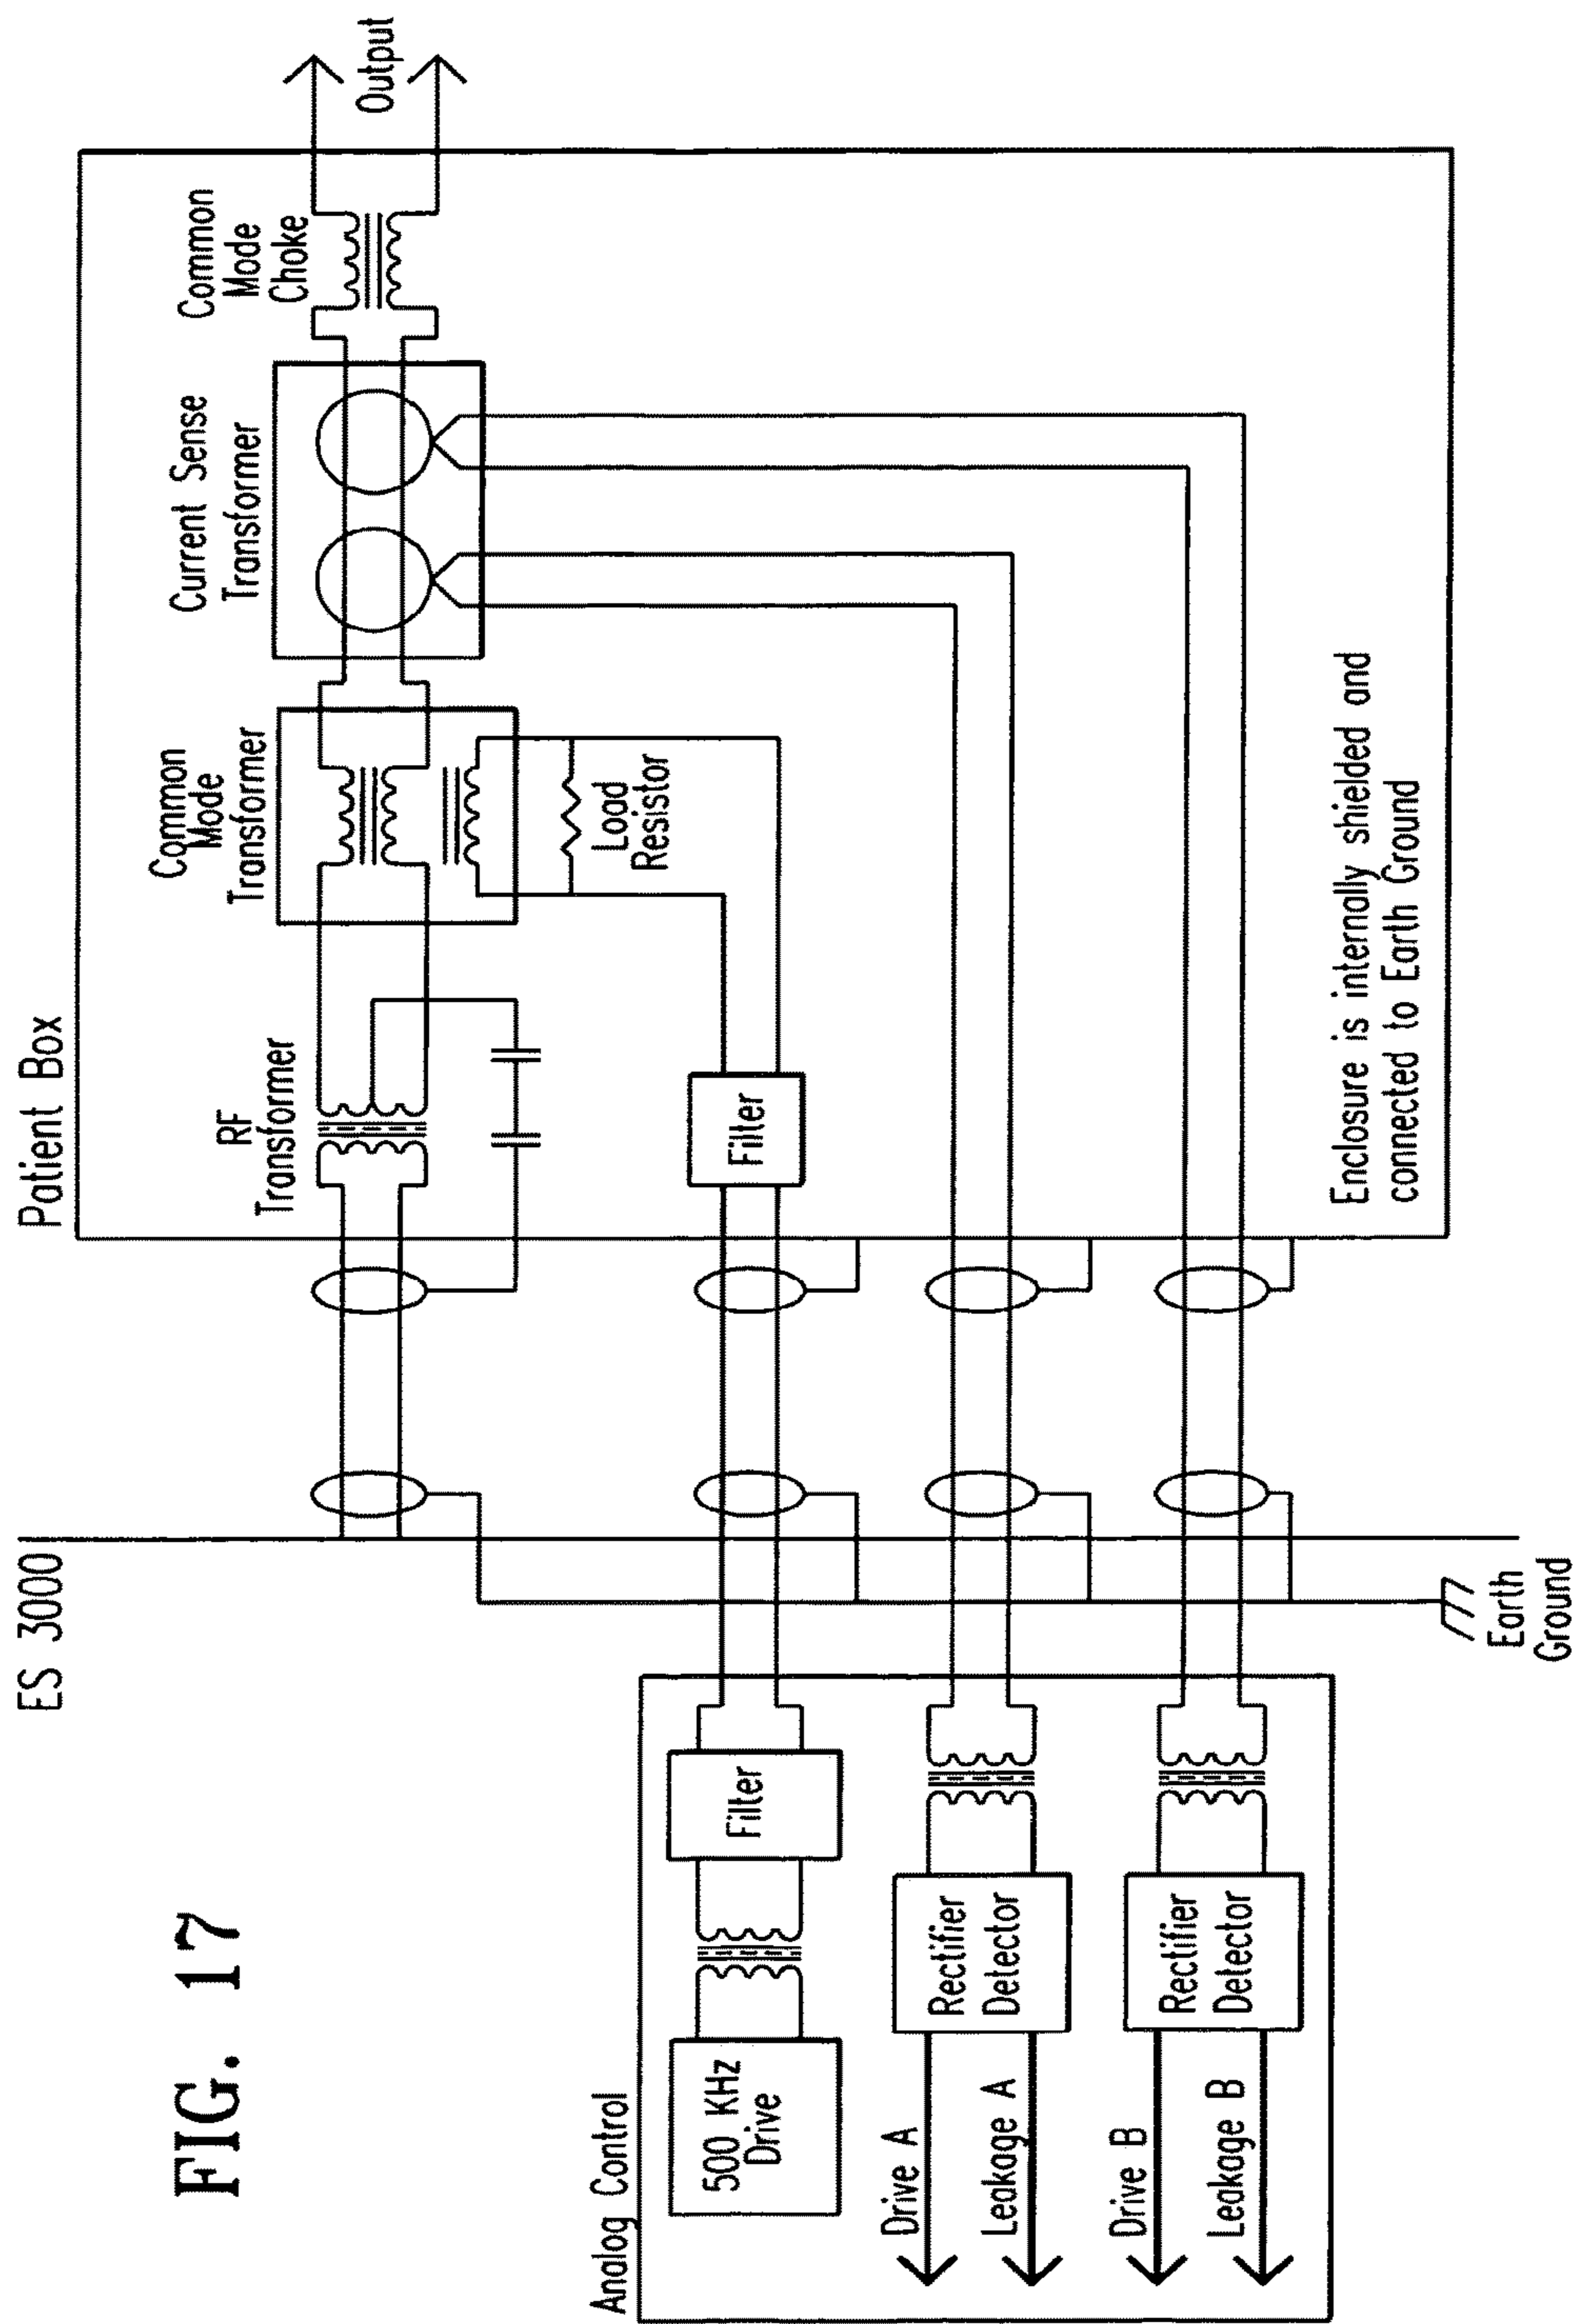 FIG. 17
ES 3000
Patient Box
Analog Control
500 KHz
Drive
Filter
Drive A
Leakage A
Rectifier
Detector
Drive B
Leakage B
Rectifier
Detector
Earth
Ground
RF
Transformer
Filter
Common
Mode
Transformer
Load
Resistor
Current Sense
Transformer
Common
Mode
Choke
Output
Enclosure is internally shielded and
connected to Earth Ground